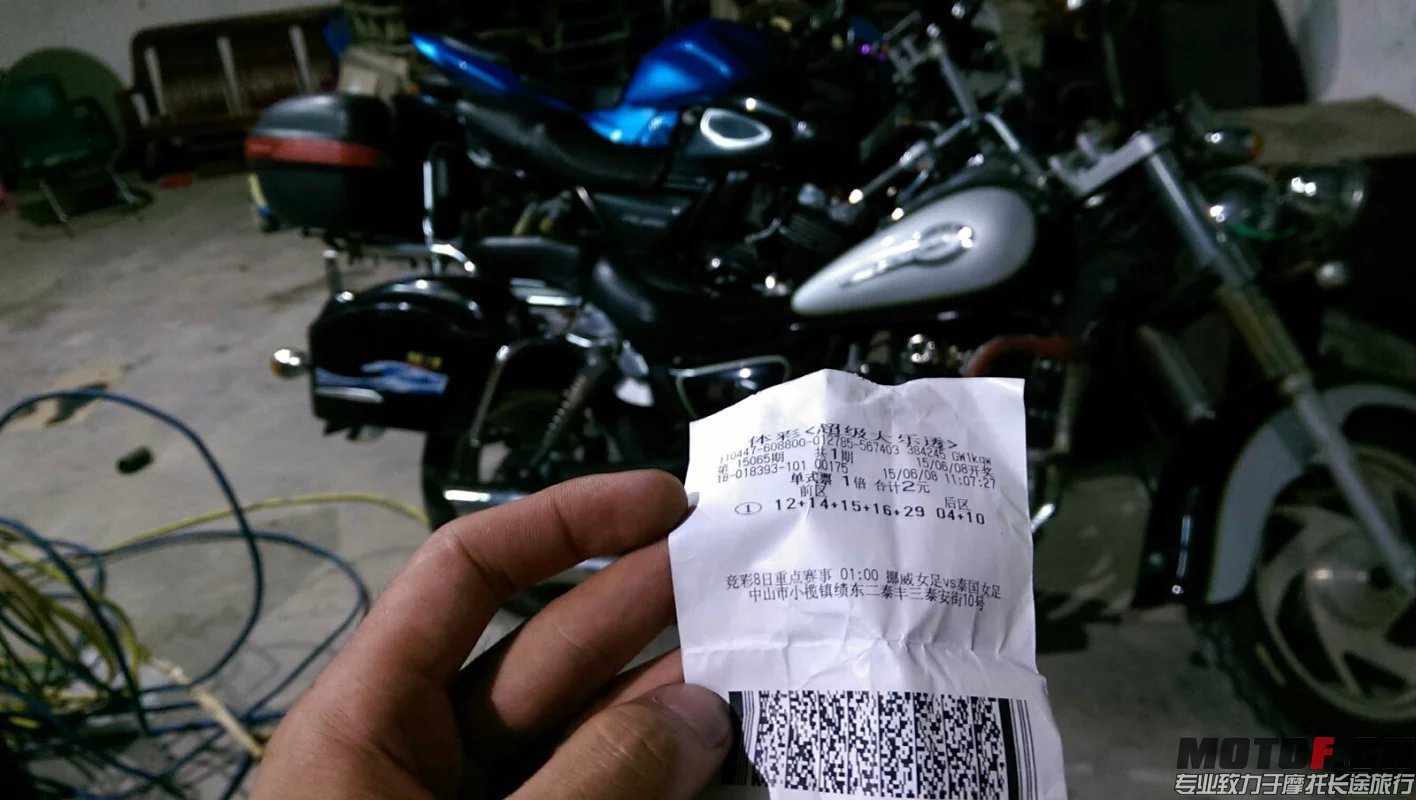 体彩<超级大乐透>
110447-608800-012785-567403 384245 GW1kqw
第 15065期 共1期 15/06/08开奖
18-018393-101 00175 15/06/08 11:07:27
单式票 1倍 合计2元
前区 后区
① 12+14+15+16+29 04+10
竞彩8日重点赛事 01:00 挪威女足vs泰国女足
中山市小榄镇绩东二泰丰三泰安街10号
MOTOF.CN
专业致力于摩托长途旅行